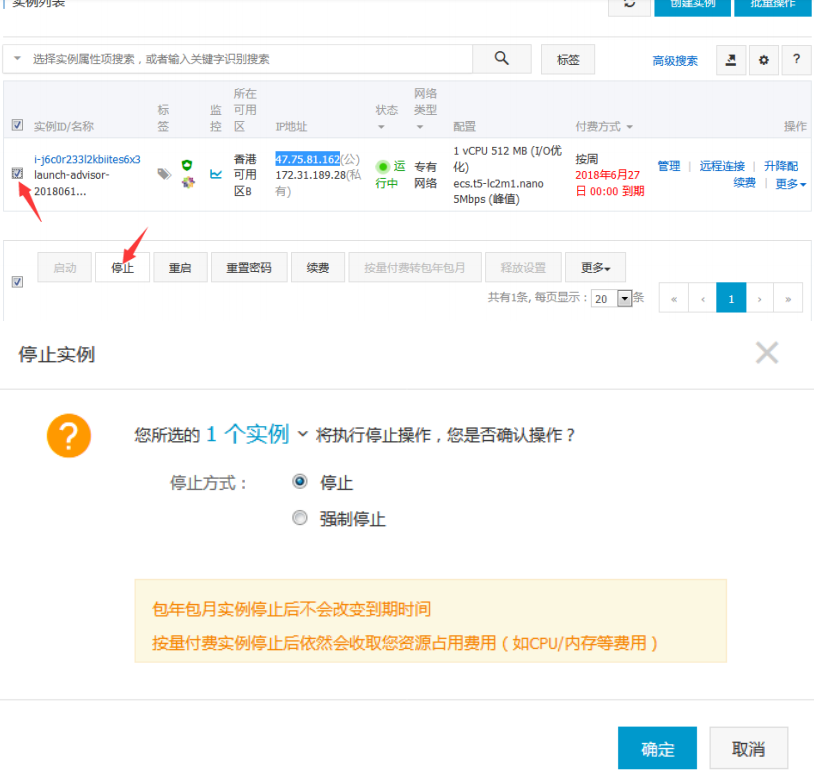 实例列表
创建实例
批量操作
选择实例属性项搜索，或者输入关键字识别搜索
标签
高级搜索
?
实例ID/名称
标签
监控
所在可用区
IP地址
状态
网络类型
配置
付费方式
操作
i-j6c0r233l2kbiites6x3
launch-advisor-
2018061...
香港
可用
区B
47.75.81.162(公)
172.31.189.28(私
有)
运
行中
专有
网络
1 vCPU 512 MB (I/O优
化)
ecs.t5-lc2m1.nano
5Mbps (峰值)
按周
2018年6月27
日 00:00 到期
管理 | 远程连接 | 升降配
续费 | 更多
启动
停止
重启
重置密码
续费
按量付费转包年包月
释放设置
更多
共有1条, 每页显示：20 条
« ‹ 1 › »
停止实例
?
您所选的 1 个实例 将执行停止操作，您是否确认操作？
停止方式：
停止
强制停止
包年包月实例停止后不会改变到期时间
按量付费实例停止后依然会收取您资源占用费用（如CPU/内存等费用）
确定
取消